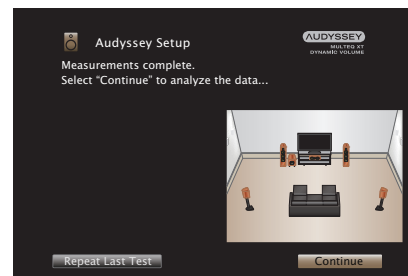 Audyssey Setup
AUDYSSEY
MULTEQ XT
DYNAMIC VOLUME
Measurements complete.
Select “Continue” to analyze the data...
Repeat Last Test
Continue